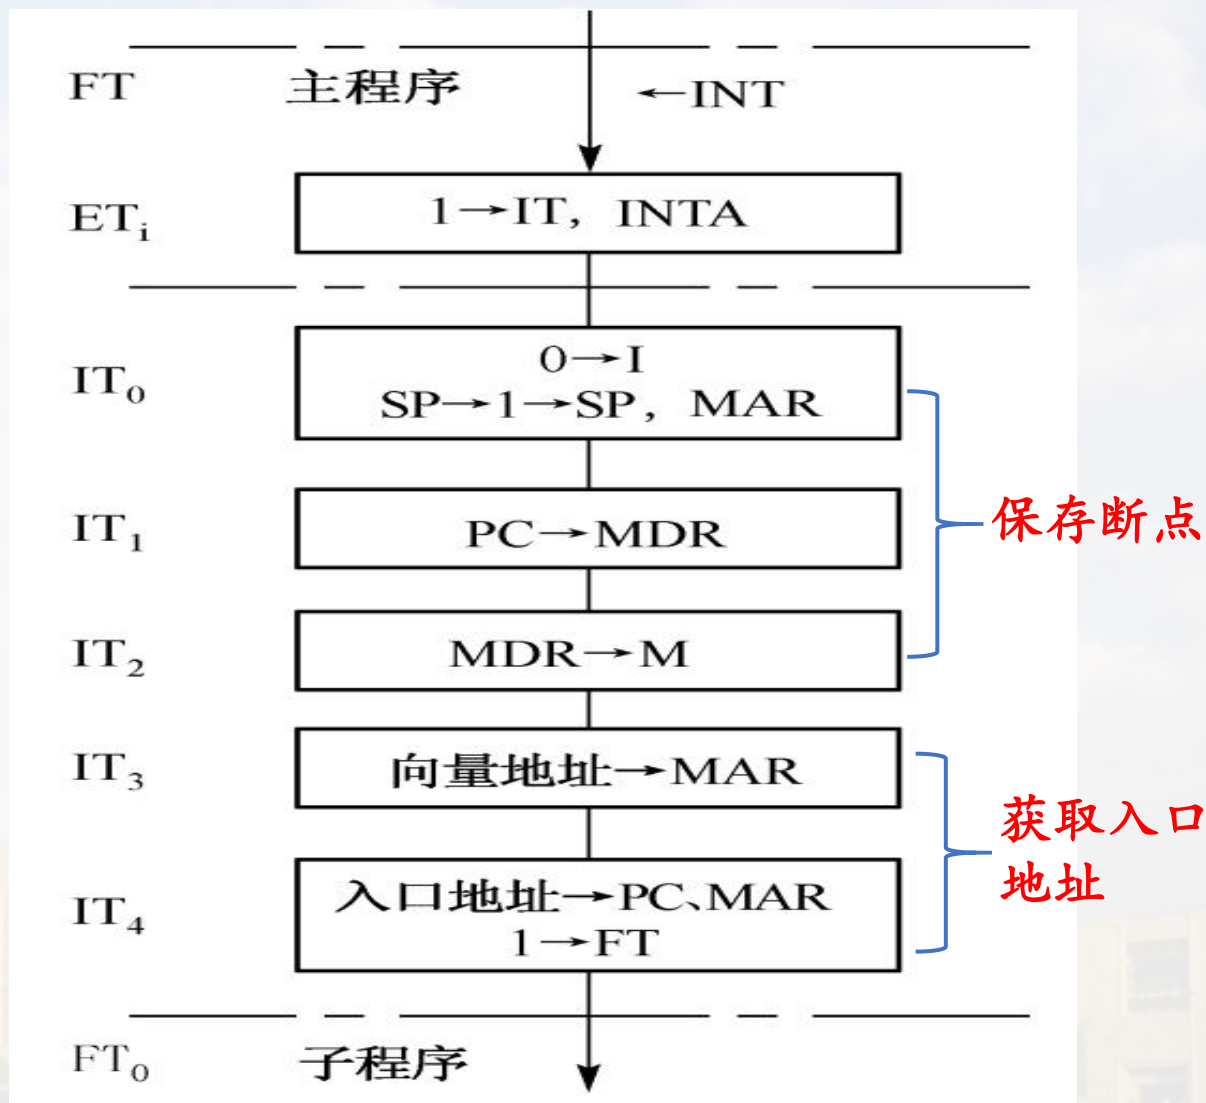 FT 主程序 ←INT
ETi 1→IT, INTA
IT0 0→I
SP→1→SP, MAR
IT1 PC→MDR
保存断点
IT2 MDR→M
IT3 向量地址→MAR
获取入口
地址
IT4 入口地址→PC、MAR
1→FT
FT0 子程序